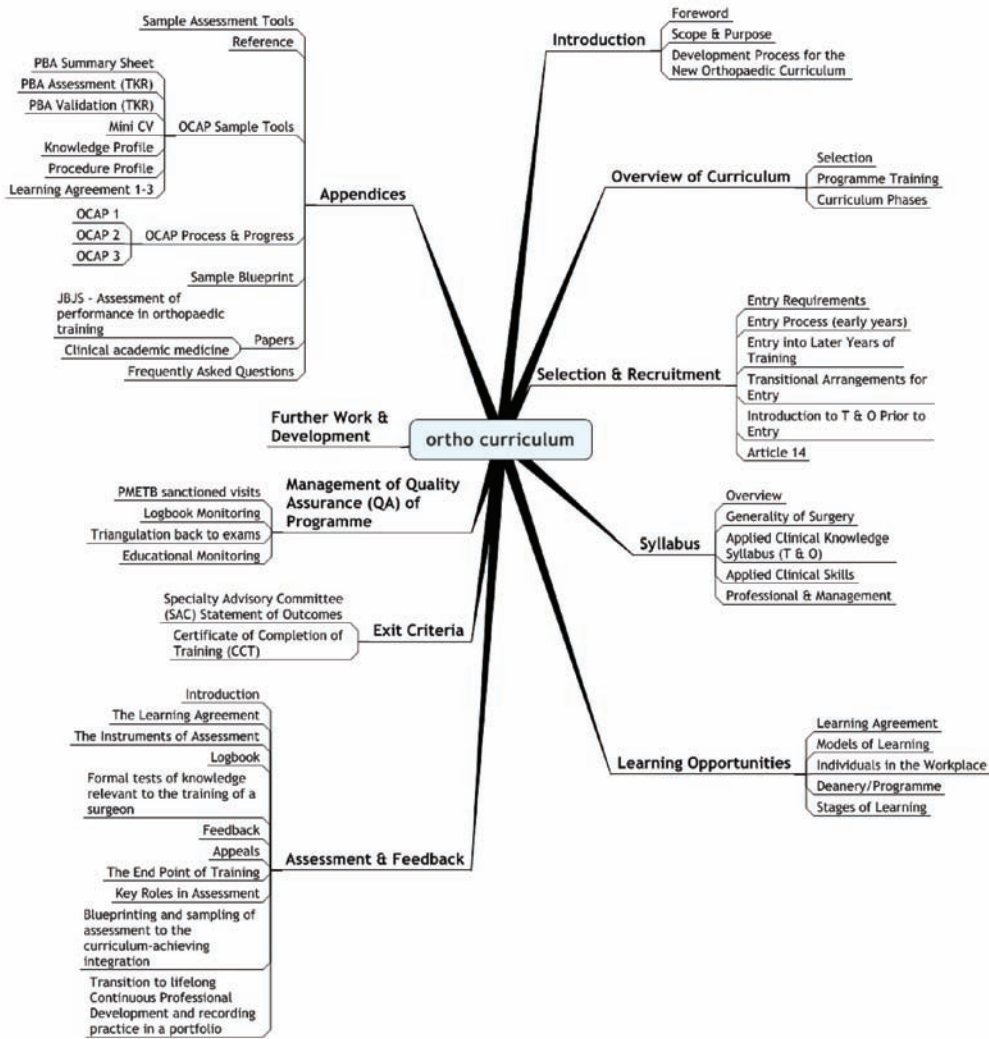 ortho curriculum
Introduction
Foreword
Scope & Purpose
Development Process for the
New Orthopaedic Curriculum
Overview of Curriculum
Selection
Programme Training
Curriculum Phases
Selection & Recruitment
Entry Requirements
Entry Process (early years)
Entry into Later Years of
Training
Transitional Arrangements for
Entry
Introduction to T & O Prior to
Entry
Article 14
Syllabus
Overview
Generality of Surgery
Applied Clinical Knowledge
Syllabus (T & O)
Applied Clinical Skills
Professional & Management
Learning Opportunities
Learning Agreement
Models of Learning
Individuals in the Workplace
Deanery/Programme
Stages of Learning
Assessment & Feedback
Introduction
The Learning Agreement
The Instruments of Assessment
Logbook
Formal tests of knowledge
relevant to the training of a
surgeon
Feedback
Appeals
The End Point of Training
Key Roles in Assessment
Blueprinting and sampling of
assessment to the
curriculum-achieving
integration
Transition to lifelong
Continuous Professional
Development and recording
practice in a portfolio
Exit Criteria
Specialty Advisory Committee
(SAC) Statement of Outcomes
Certificate of Completion of
Training (CCT)
Management of Quality
Assurance (QA) of
Programme
PMETB sanctioned visits
Logbook Monitoring
Triangulation back to exams
Educational Monitoring
Further Work &
Development
Appendices
Sample Assessment Tools
Reference
OCAP Sample Tools
PBA Summary Sheet
PBA Assessment (TKR)
PBA Validation (TKR)
Mini CV
Knowledge Profile
Procedure Profile
Learning Agreement 1-3
OCAP Process & Progress
OCAP 1
OCAP 2
OCAP 3
Sample Blueprint
Papers
JBJS - Assessment of
performance in orthopaedic
training
Clinical academic medicine
Frequently Asked Questions